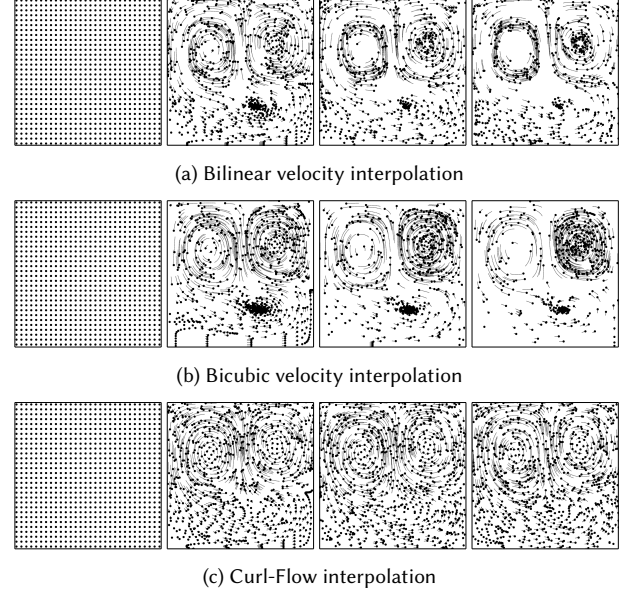 (a) Bilinear velocity interpolation
(b) Bicubic velocity interpolation
(c) Curl-Flow interpolation